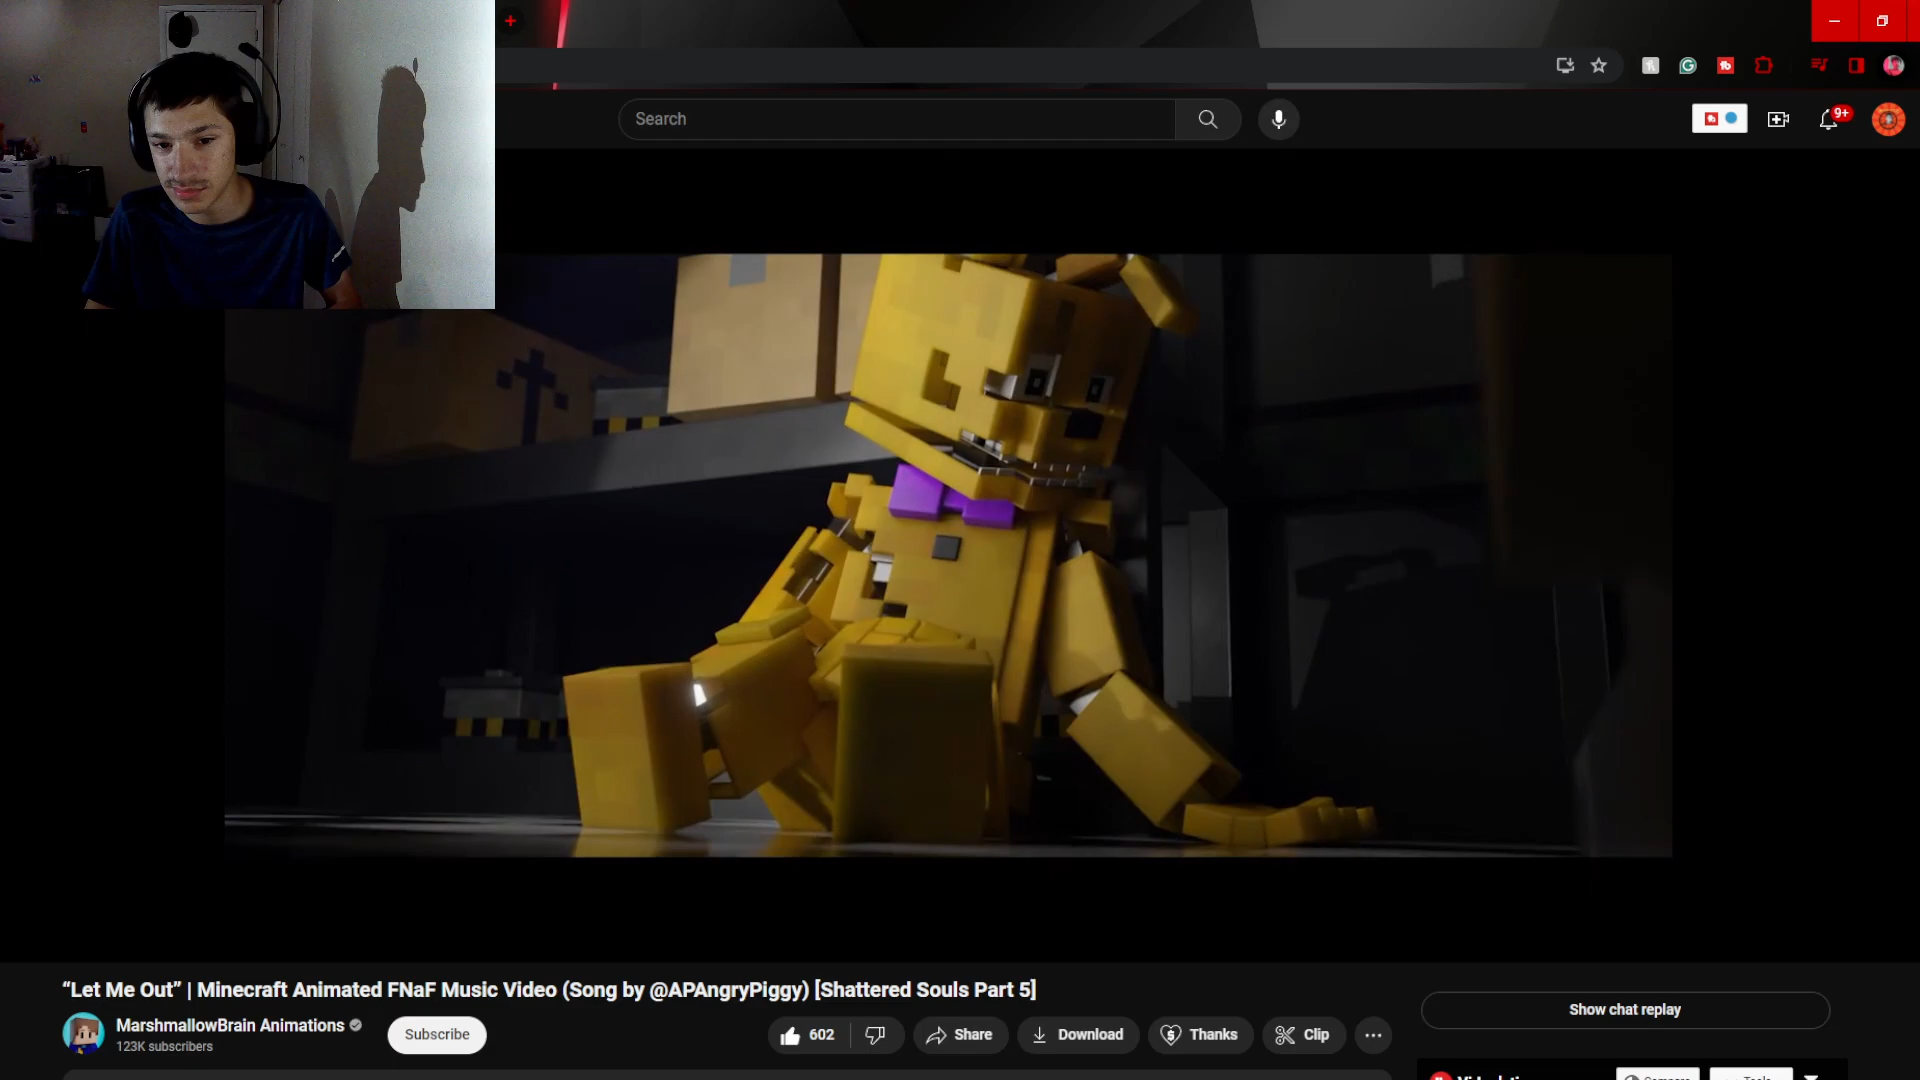 Search
9+
“Let Me Out” | Minecraft Animated FNaF Music Video (Song by @APAngryPiggy) [Shattered Souls Part 5]
MarshmallowBrain Animations
123K subscribers
Subscribe
602
Share
Download
Thanks
Clip
Show chat replay